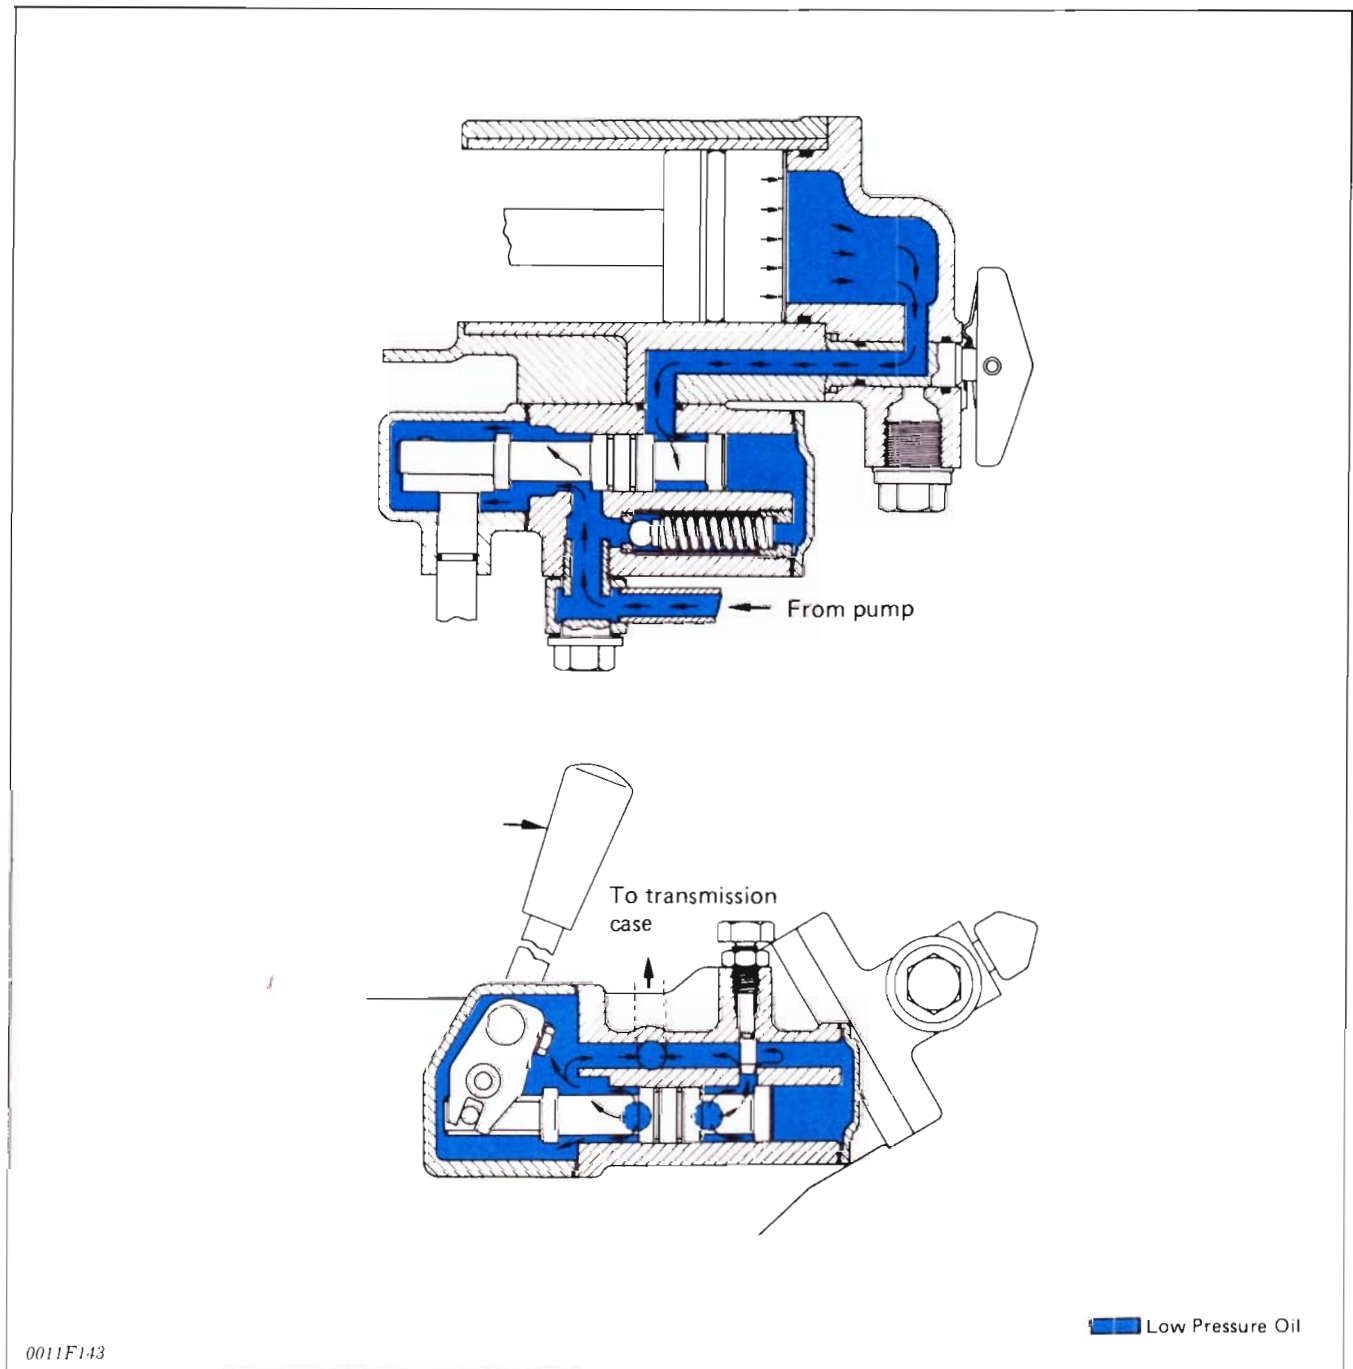 From pump
To transmission
case
Low Pressure Oil
0011F143